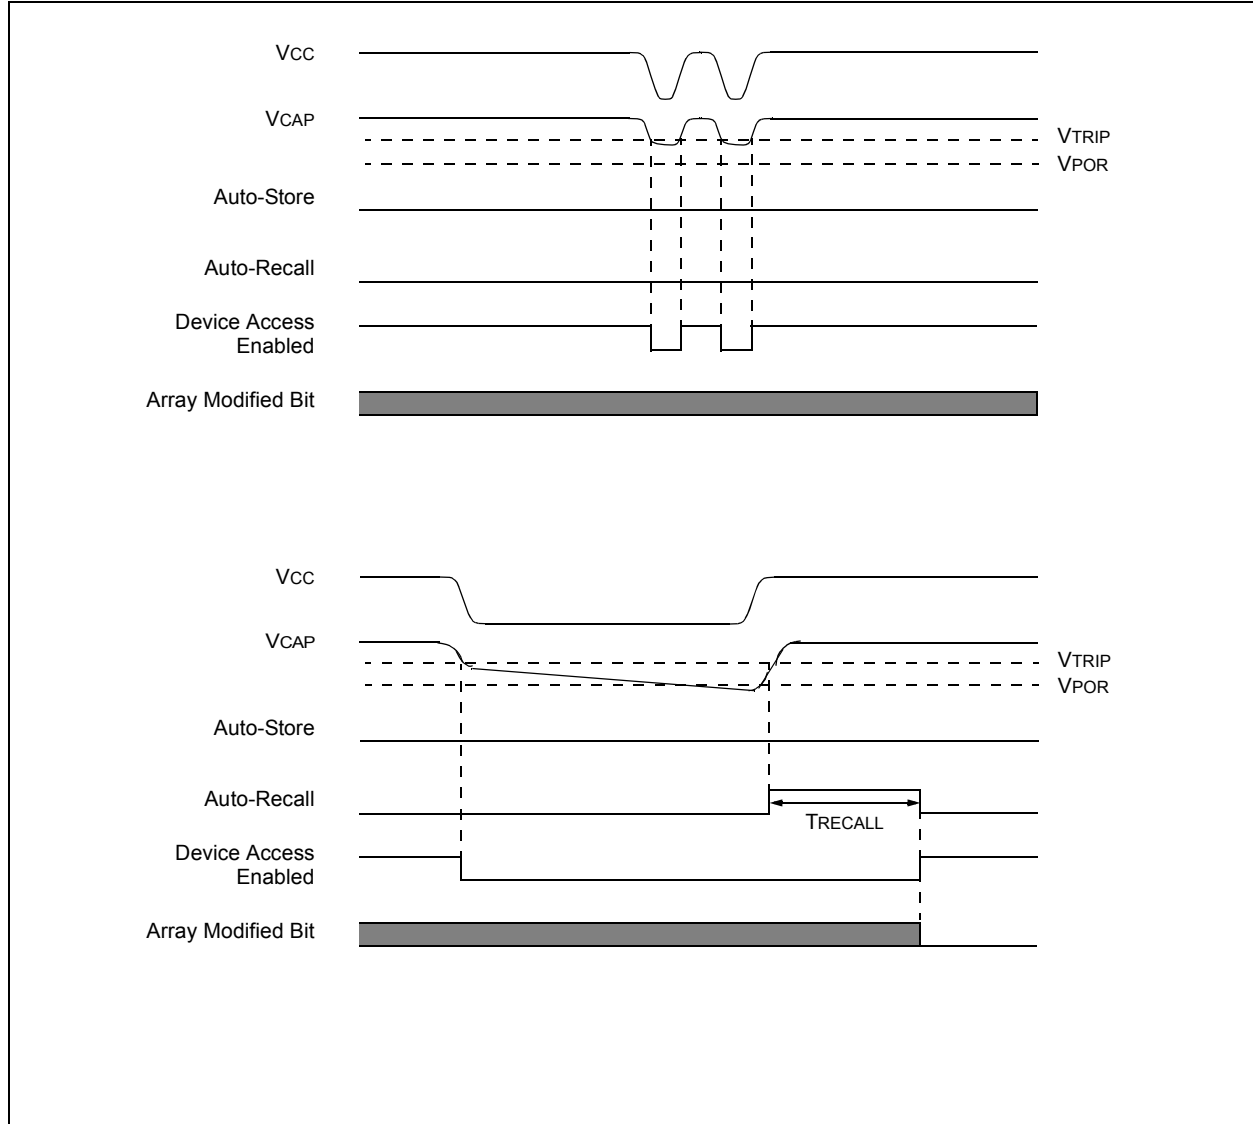 VCC
VCAP
VTRIP
VPOR
Auto-Store
Auto-Recall
Device Access
Enabled
Array Modified Bit
VCC
VCAP
VTRIP
VPOR
Auto-Store
Auto-Recall
TRECALL
Device Access
Enabled
Array Modified Bit